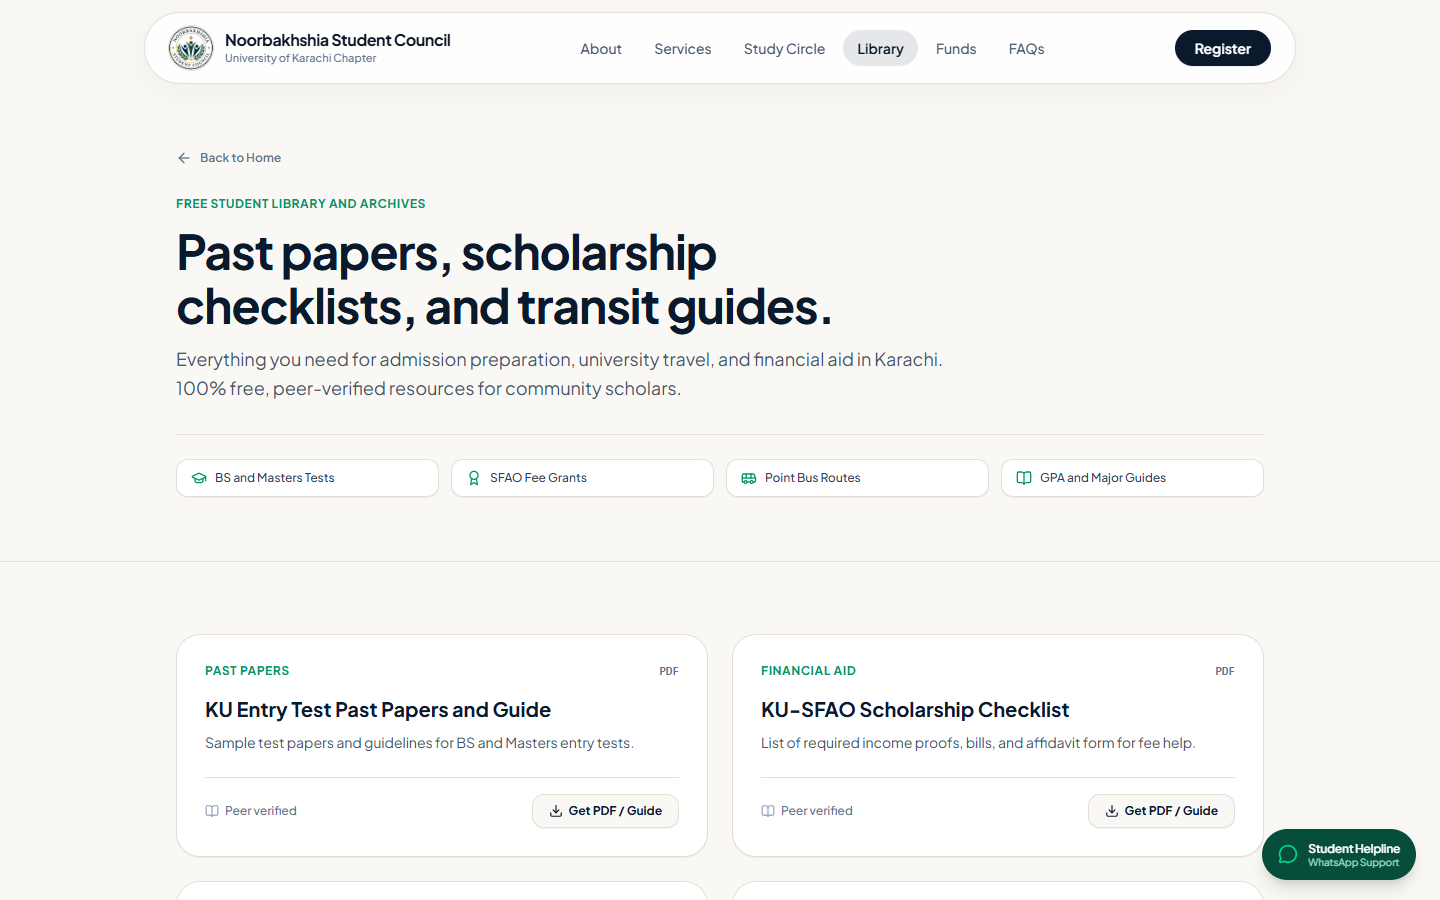 NOORBAKHSHIA
STUDENT COUNCIL
Noorbakhshia Student Council
University of Karachi Chapter
About
Services
Study Circle
Library
Funds
FAQs
Register
Back to Home
FREE STUDENT LIBRARY AND ARCHIVES
Past papers, scholarship
checklists, and transit guides.
Everything you need for admission preparation, university travel, and financial aid in Karachi.
100% free, peer-verified resources for community scholars.
BS and Masters Tests
SFAO Fee Grants
Point Bus Routes
GPA and Major Guides
PAST PAPERS
PDF
KU Entry Test Past Papers and Guide
Sample test papers and guidelines for BS and Masters entry tests.
Peer verified
Get PDF / Guide
FINANCIAL AID
PDF
KU-SFAO Scholarship Checklist
List of required income proofs, bills, and affidavit form for fee help.
Peer verified
Get PDF / Guide
Student Helpline
WhatsApp Support